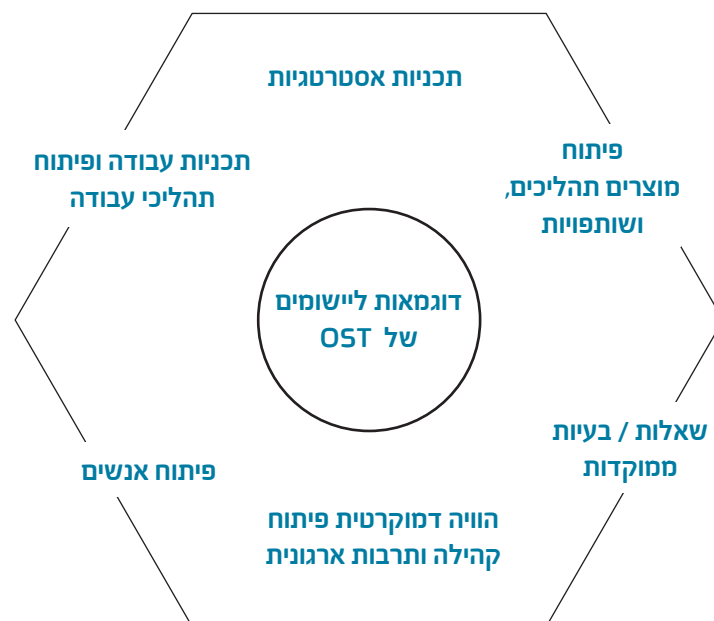 תכניות אסטרטגיות
פיתוח
מוצרים תהליכים,
ושותפויות
תכניות עבודה ופיתוח
תהליכי עבודה
דוגמאות ליישומים
של OST
שאלות / בעיות
ממוקדות
פיתוח אנשים
הוויה דמוקרטית פיתוח
קהילה ותרבות ארגונית